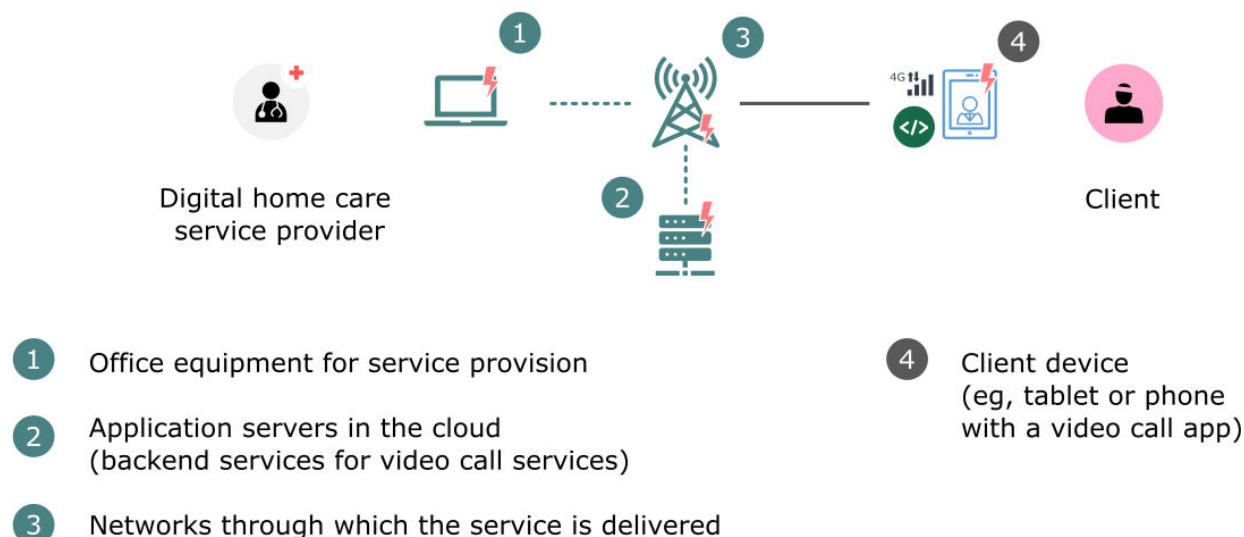 1
3
4
4G
</>
Digital home care
service provider
2
Client
1 Office equipment for service provision
2 Application servers in the cloud
(backend services for video call services)
3 Networks through which the service is delivered
4 Client device
(eg, tablet or phone
with a video call app)